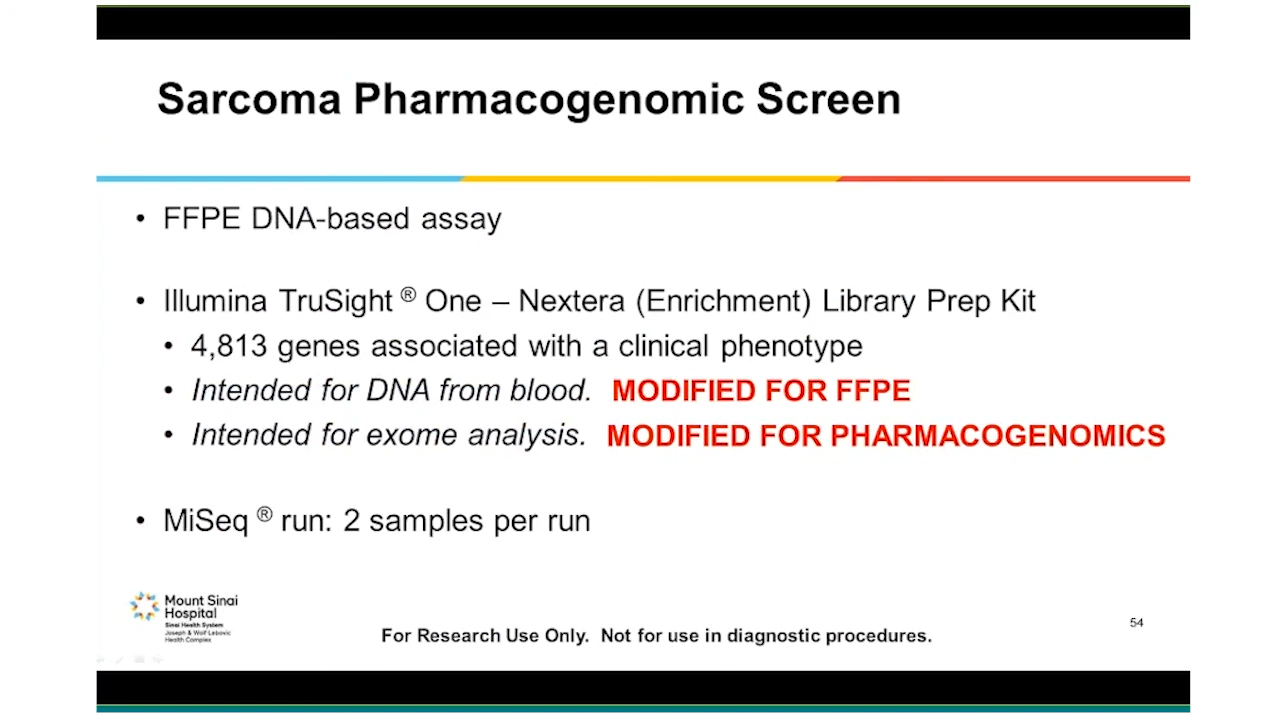 Sarcoma Pharmacogenomic Screen
• FFPE DNA-based assay
• Illumina TruSight ® One – Nextera (Enrichment) Library Prep Kit
• 4,813 genes associated with a clinical phenotype
• Intended for DNA from blood. MODIFIED FOR FFPE
• Intended for exome analysis. MODIFIED FOR PHARMACOGENOMICS
• MiSeq ® run: 2 samples per run
Mount Sinai
Hospital
Sinai Health System
Joseph & Wolf Lebovic
Health Complex
For Research Use Only. Not for use in diagnostic procedures.
54